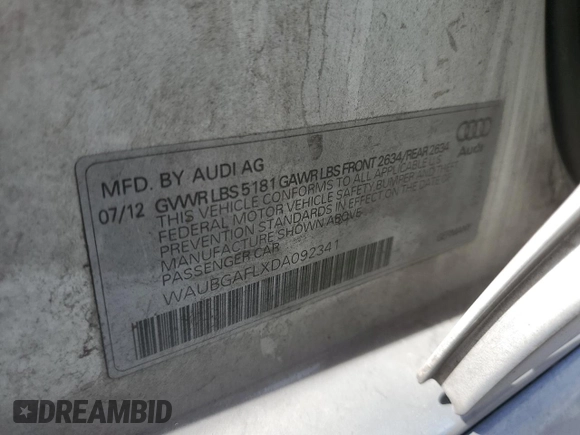 MFD. BY AUDI AG
07/12 GVWR LBS 5181 GAWR LBS FRONT 2634/REAR 2634
THIS VEHICLE CONFORMS TO ALL APPLICABLE U.S.
FEDERAL MOTOR VEHICLE SAFETY, BUMPER, AND THEFT
PREVENTION STANDARDS IN EFFECT ON THE DATE OF
MANUFACTURE SHOWN ABOVE.
PASSENGER CAR
WAUBGAFLXDA092341
Audi
DREAMBID